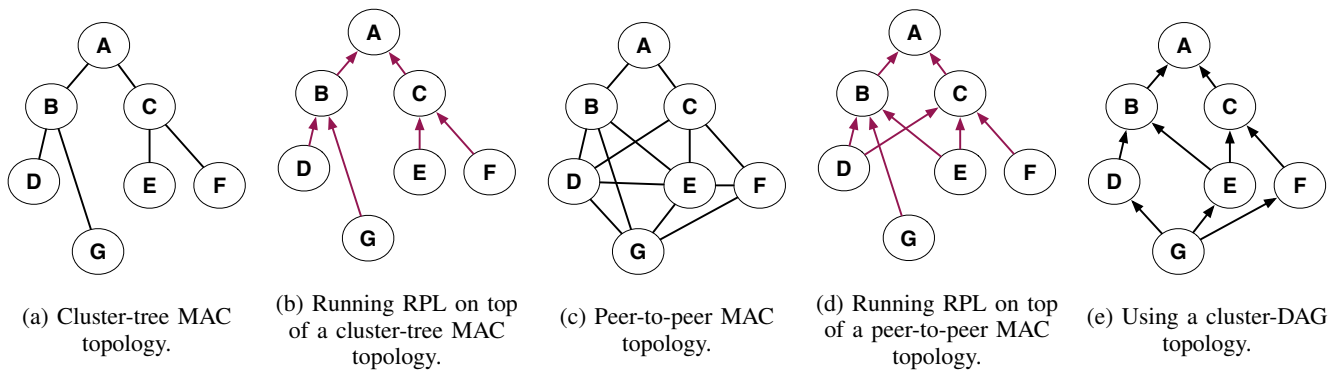 A
B
C
D
E
F
G
(a) Cluster-tree MAC
topology.
A
B
C
D
E
F
G
(b) Running RPL on top
of a cluster-tree MAC
topology.
A
B
C
D
E
F
G
(c) Peer-to-peer MAC
topology.
A
B
C
D
E
F
G
(d) Running RPL on top
of a peer-to-peer MAC
topology.
A
B
C
D
E
F
G
(e) Using a cluster-DAG
topology.